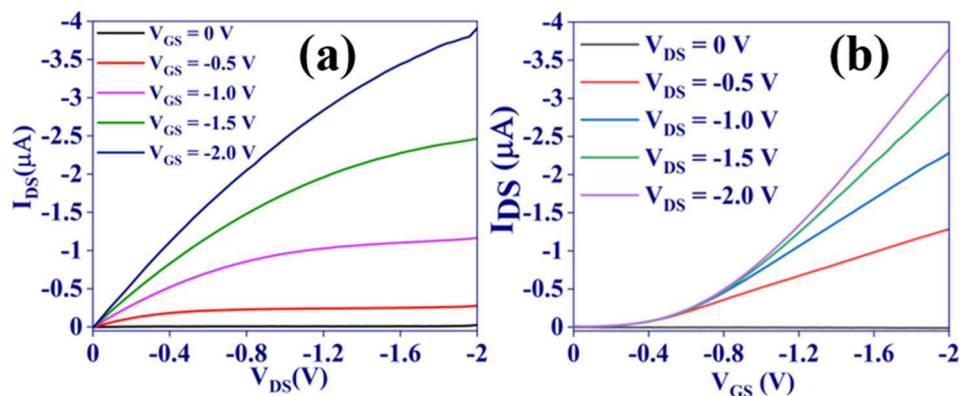 (a)
I_DS(μA)
-4
-3.5
-3
-2.5
-2
-1.5
-1
-0.5
0
V_GS = 0 V
V_GS = -0.5 V
V_GS = -1.0 V
V_GS = -1.5 V
V_GS = -2.0 V
0 -0.4 -0.8 -1.2 -1.6 -2
V_DS(V)
(b)
I_DS (μA)
-4
-3.5
-3
-2.5
-2
-1.5
-1
-0.5
0
V_DS = 0 V
V_DS = -0.5 V
V_DS = -1.0 V
V_DS = -1.5 V
V_DS = -2.0 V
0 -0.4 -0.8 -1.2 -1.6 -2
V_GS (V)